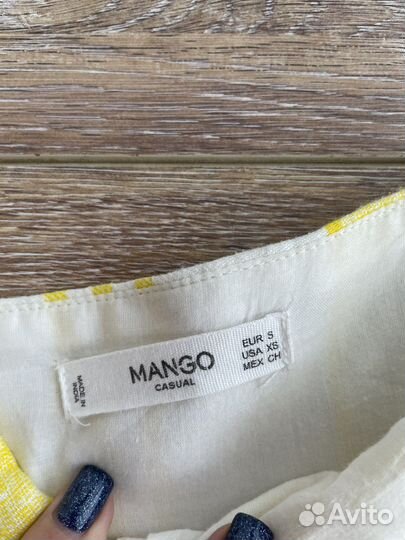 MADE IN
INDIA
MANGO
CASUAL
EUR S
USA XS
MEX CH
Avito